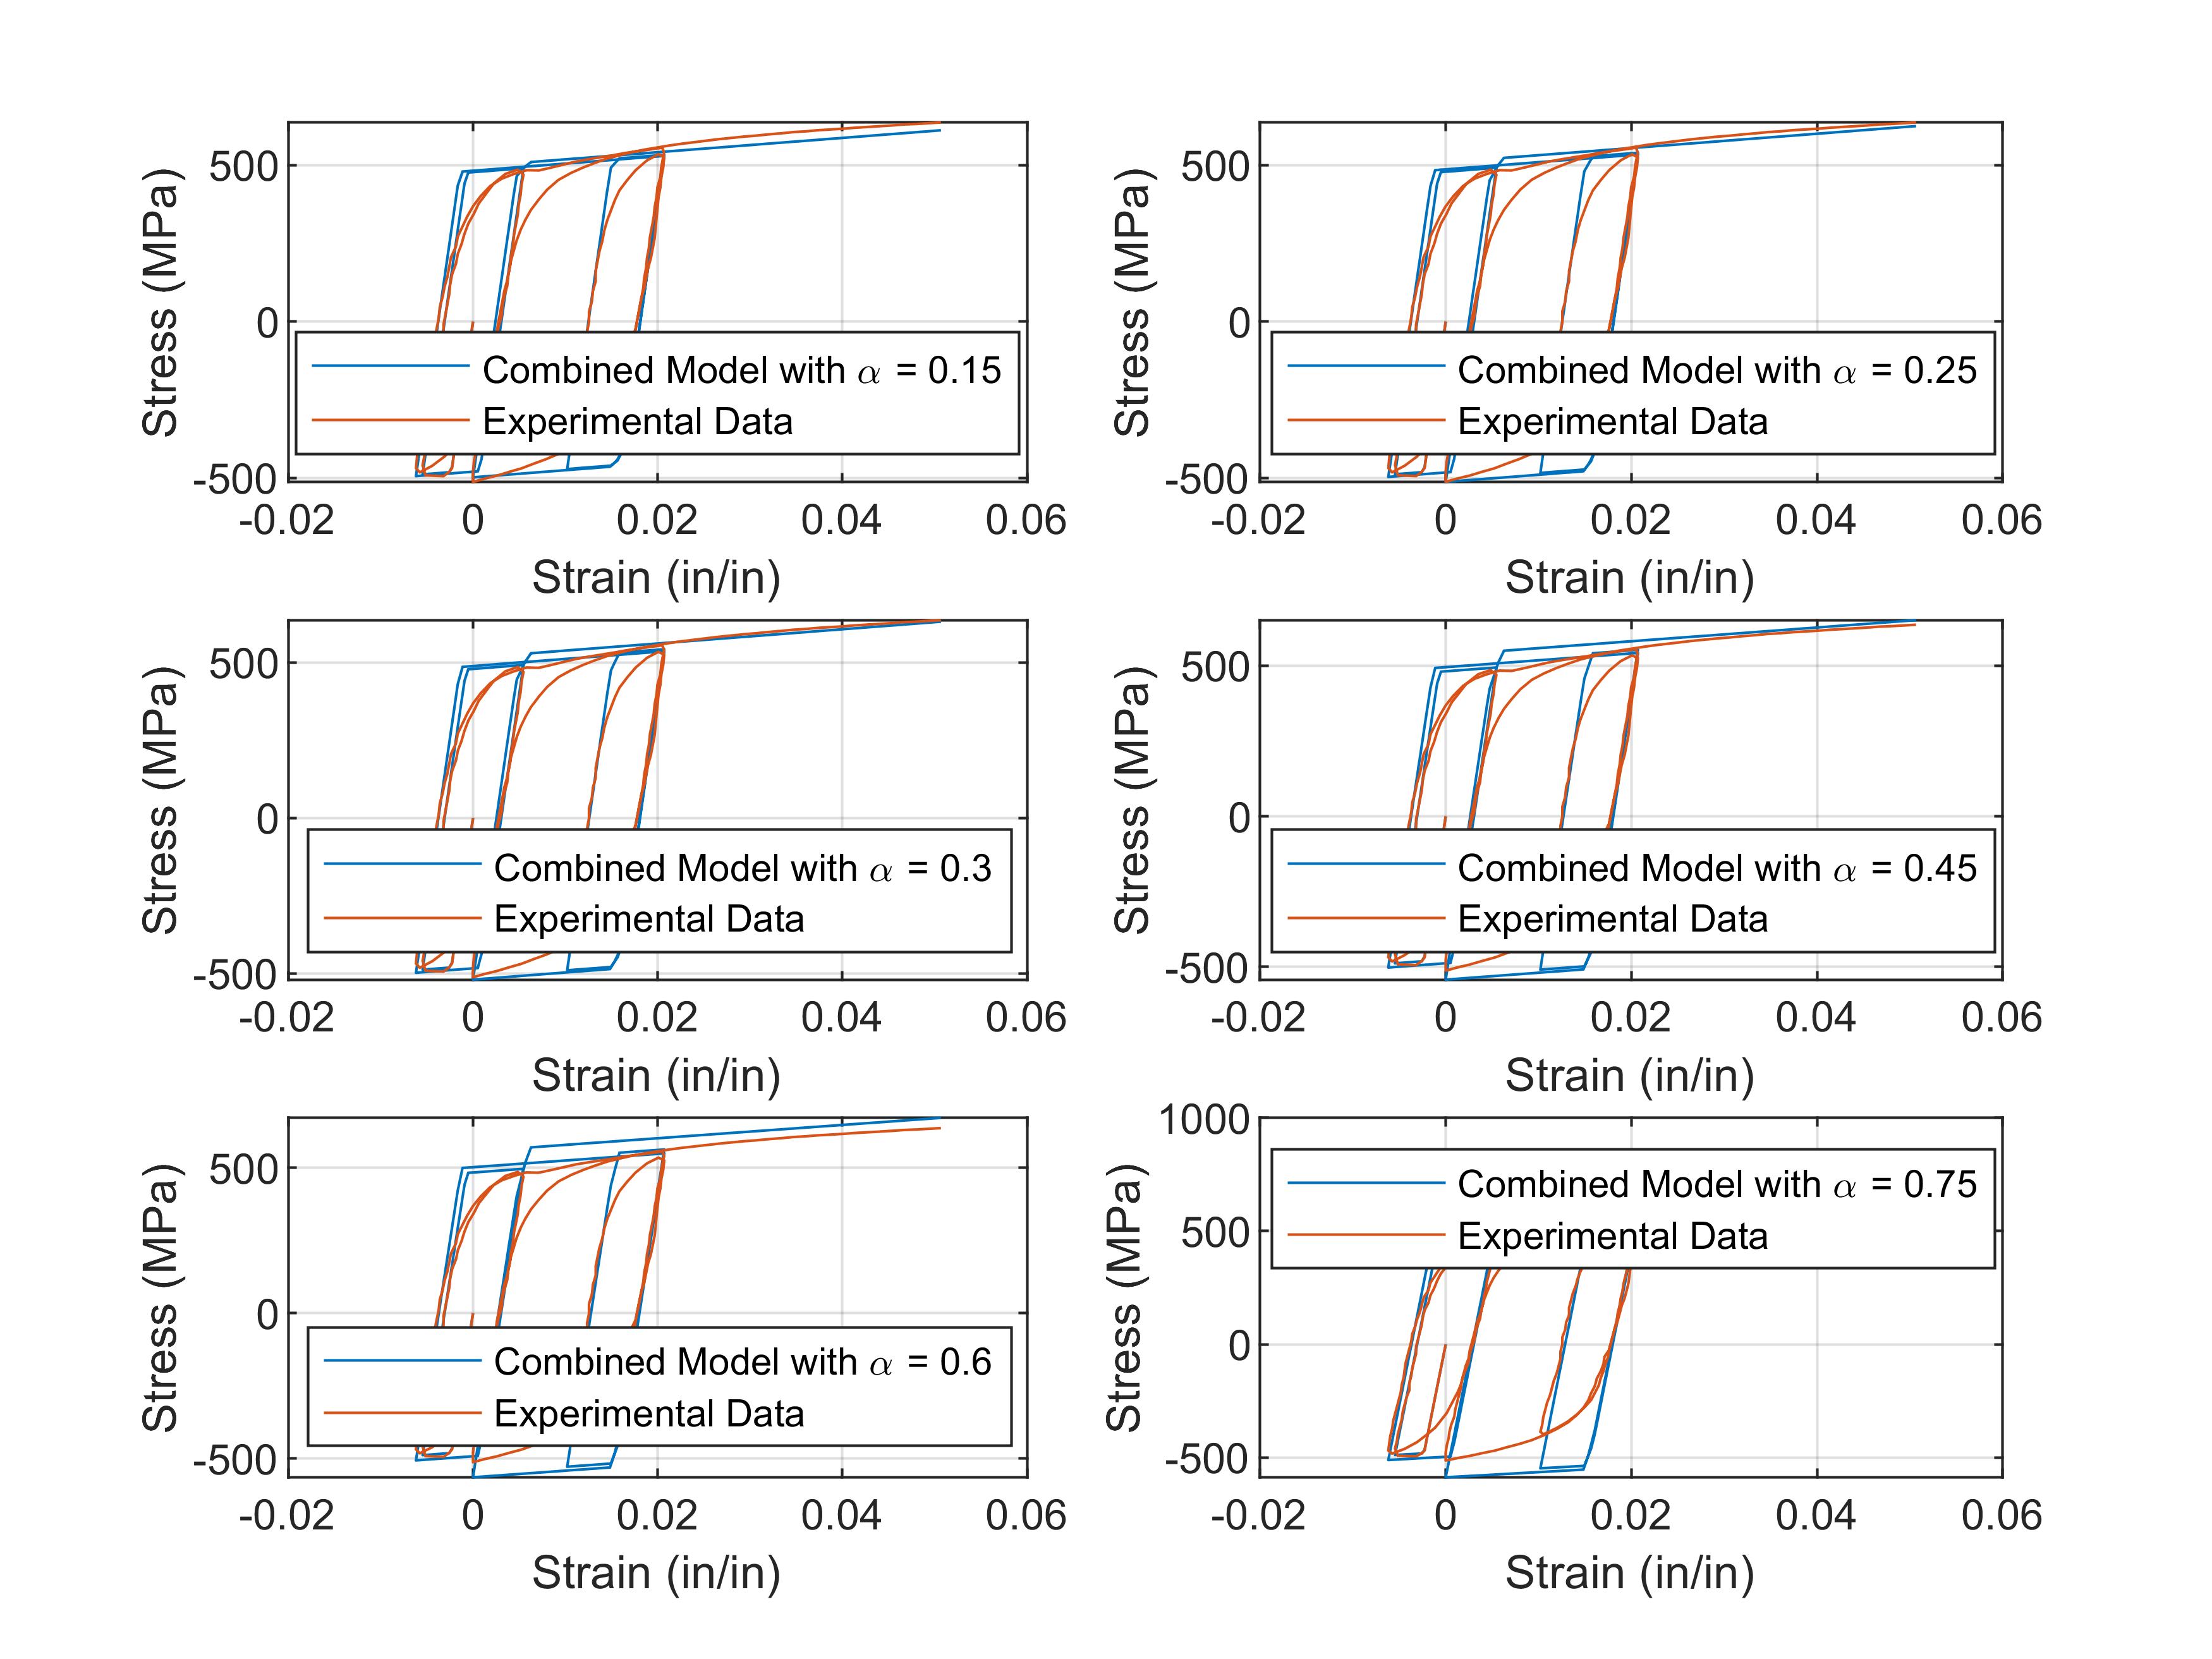 500
0
-500
-0.02 0 0.02 0.04 0.06
Stress (MPa)
Strain (in/in)
Combined Model with α = 0.15
Experimental Data
500
0
-500
-0.02 0 0.02 0.04 0.06
Stress (MPa)
Strain (in/in)
Combined Model with α = 0.25
Experimental Data
500
0
-500
-0.02 0 0.02 0.04 0.06
Stress (MPa)
Strain (in/in)
Combined Model with α = 0.3
Experimental Data
500
0
-500
-0.02 0 0.02 0.04 0.06
Stress (MPa)
Strain (in/in)
Combined Model with α = 0.45
Experimental Data
500
0
-500
-0.02 0 0.02 0.04 0.06
Stress (MPa)
Strain (in/in)
Combined Model with α = 0.6
Experimental Data
1000
500
0
-500
-0.02 0 0.02 0.04 0.06
Stress (MPa)
Strain (in/in)
Combined Model with α = 0.75
Experimental Data